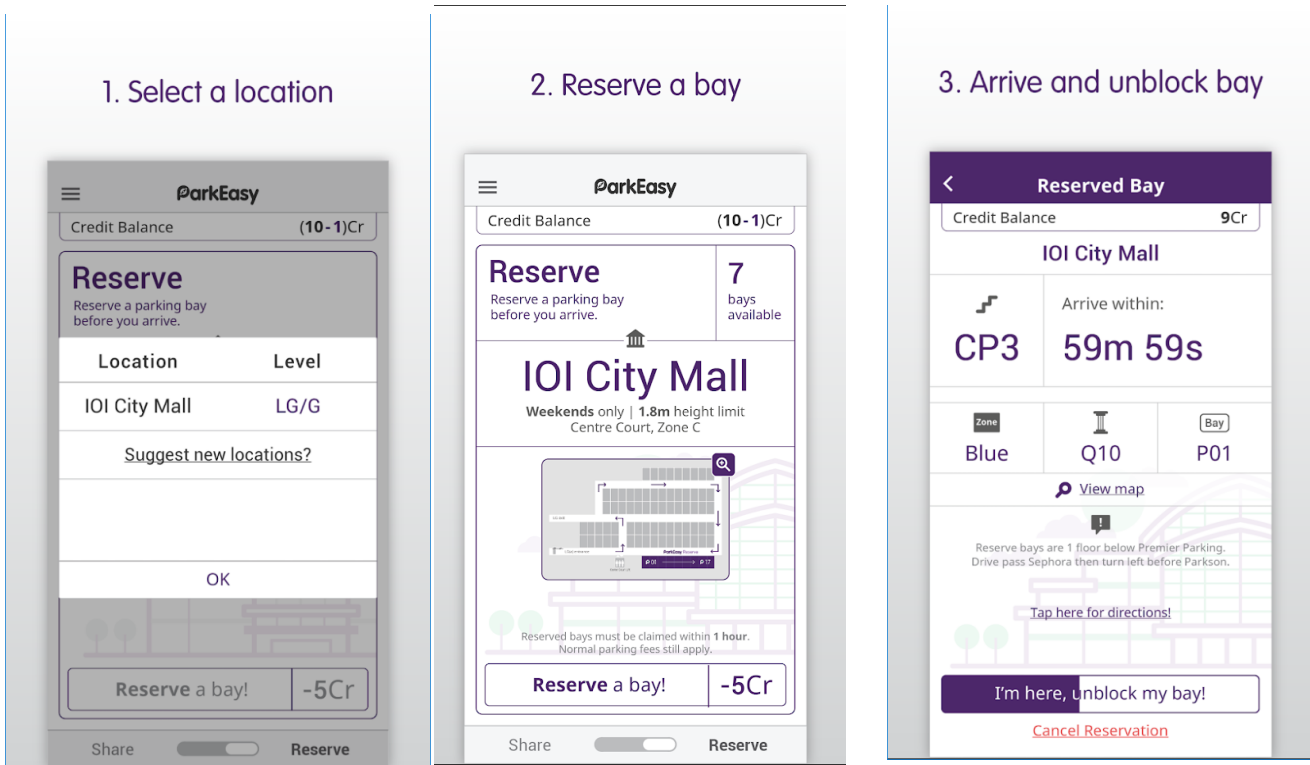 1. Select a location
ParkEasy
Credit Balance (10-1)Cr
Reserve
Reserve a parking bay
before you arrive.
Location Level
IOI City Mall LG/G
Suggest new locations?
OK
Reserve a bay! -5Cr
Share Reserve
2. Reserve a bay
ParkEasy
Credit Balance (10-1)Cr
Reserve
Reserve a parking bay
before you arrive.
7
bays
available
IOI City Mall
Weekends only | 1.8m height limit
Centre Court, Zone C
ParkEasy Reserve
P 01 P 17
Reserved bays must be claimed within 1 hour.
Normal parking fees still apply.
Reserve a bay! -5Cr
Share Reserve
3. Arrive and unblock bay
Reserved Bay
Credit Balance 9Cr
IOI City Mall
CP3
Arrive within:
59m 59s
Zone
Blue
Q10
Bay
P01
View map
Reserve bays are 1 floor below Premier Parking.
Drive pass Sephora then turn left before Parkson.
Tap here for directions!
I'm here, unblock my bay!
Cancel Reservation